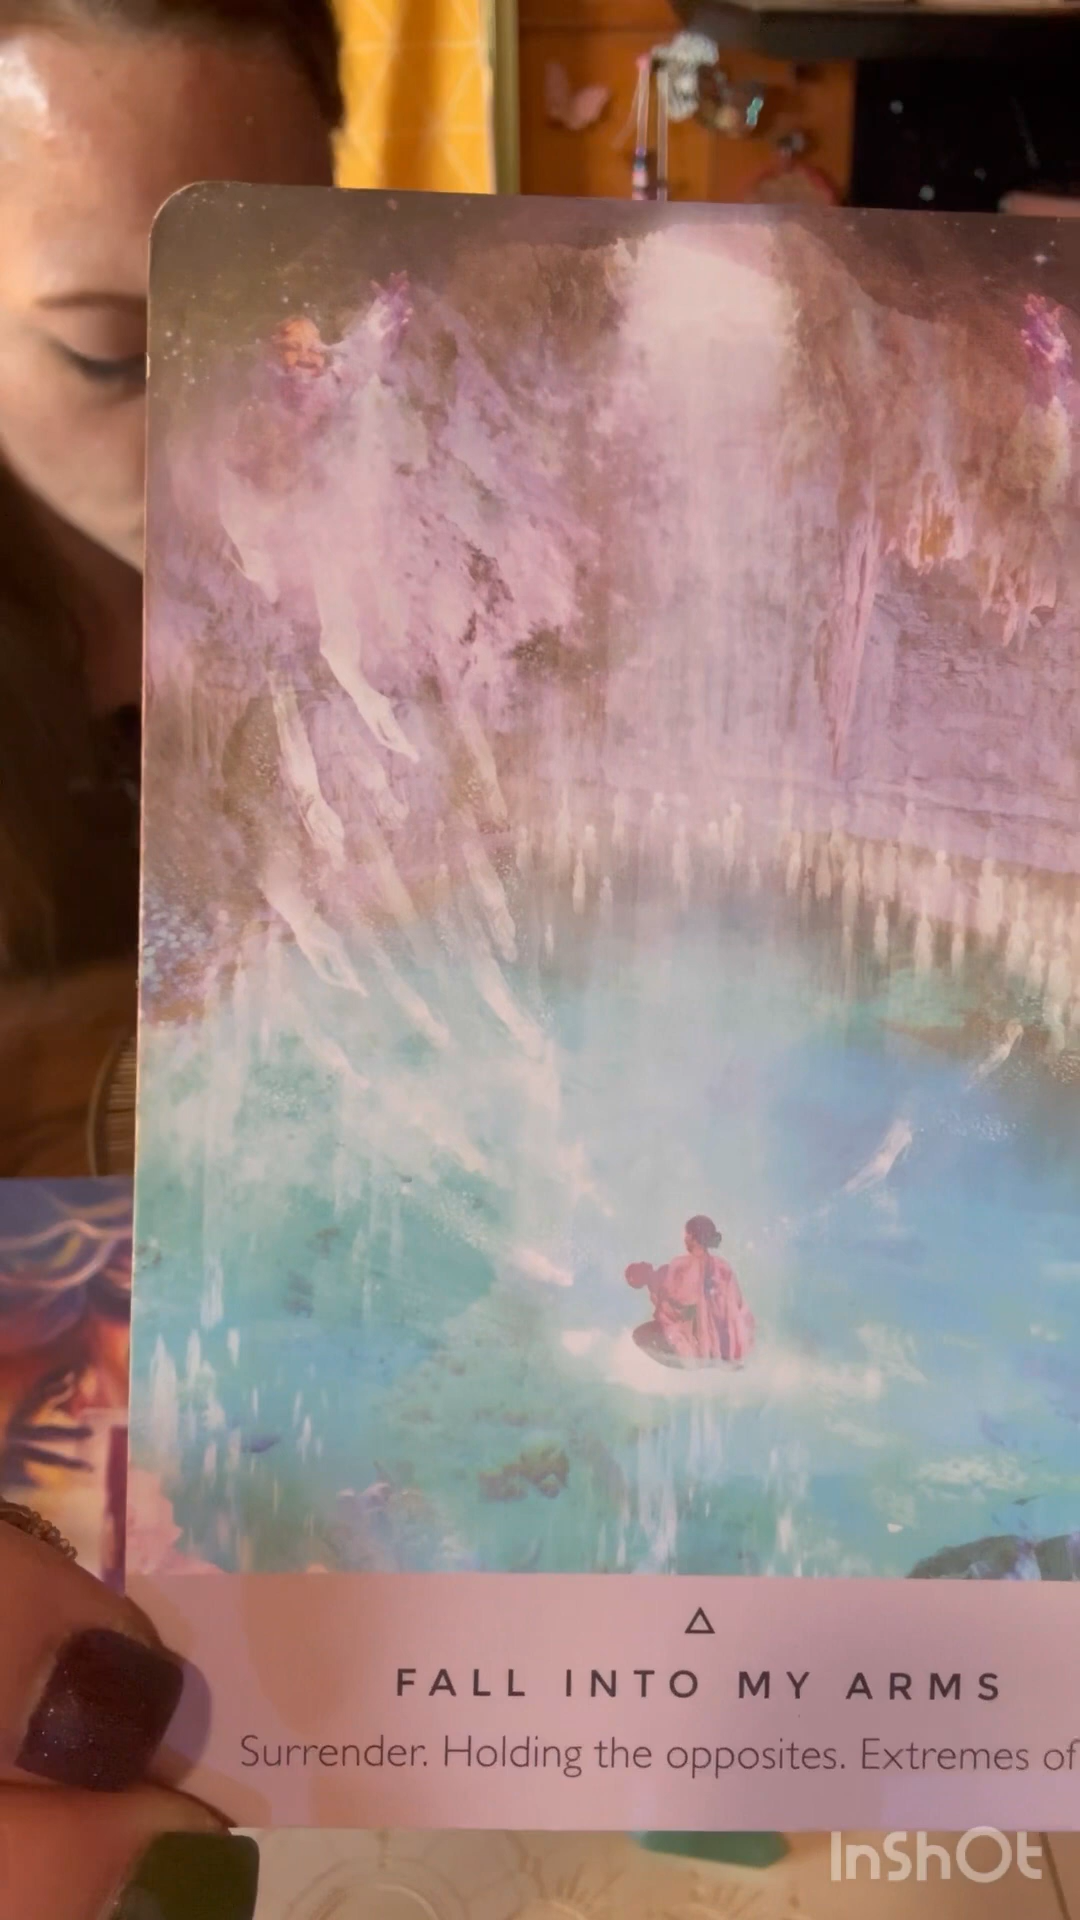 FALL INTO MY ARMS
Surrender. Holding the opposites. Extremes of
InShOt